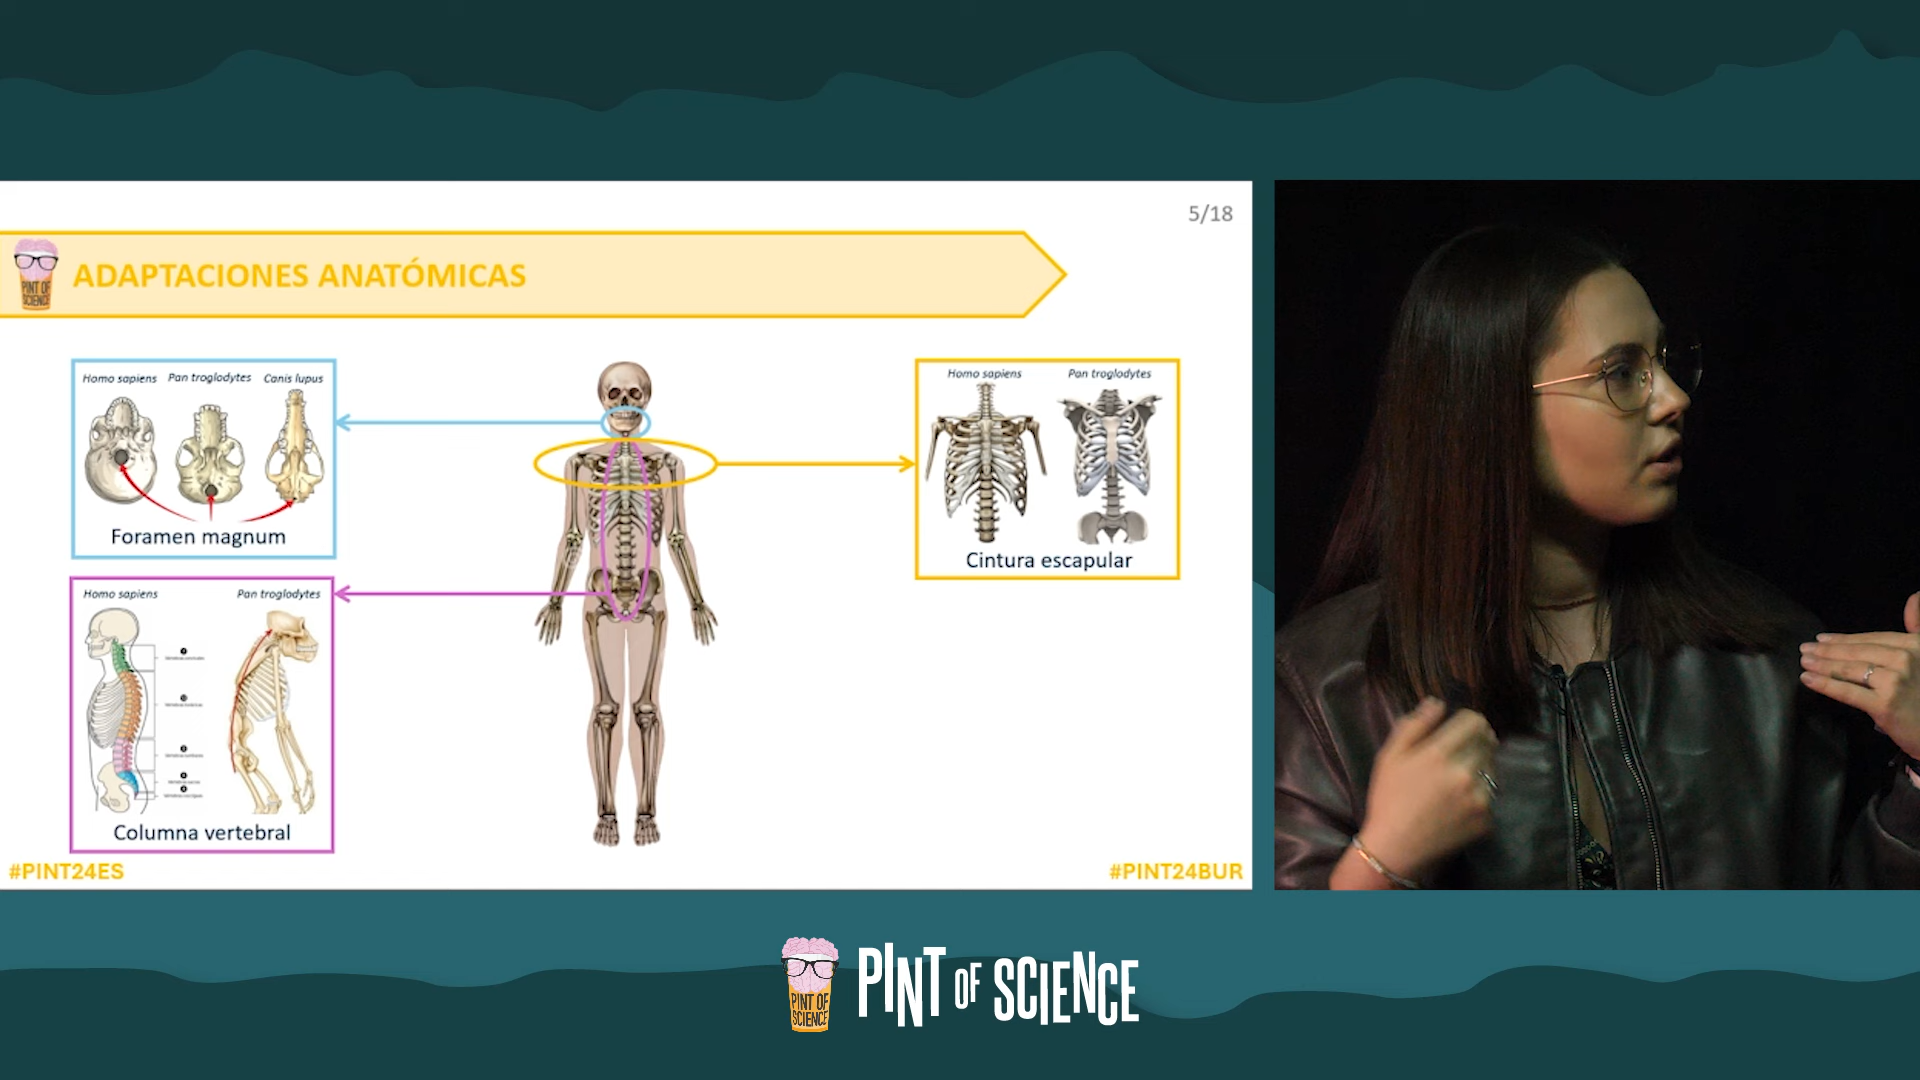 5/18
PINT OF
SCIENCE
ADAPTACIONES ANATÓMICAS
Homo sapiens
Pan troglodytes
Canis lupus
Foramen magnum
Homo sapiens
Pan troglodytes
Cintura escapular
Homo sapiens
Pan troglodytes
Columna vertebral
#PINT24ES
#PINT24BUR
PINT OF
SCIENCE
PINT OF SCIENCE